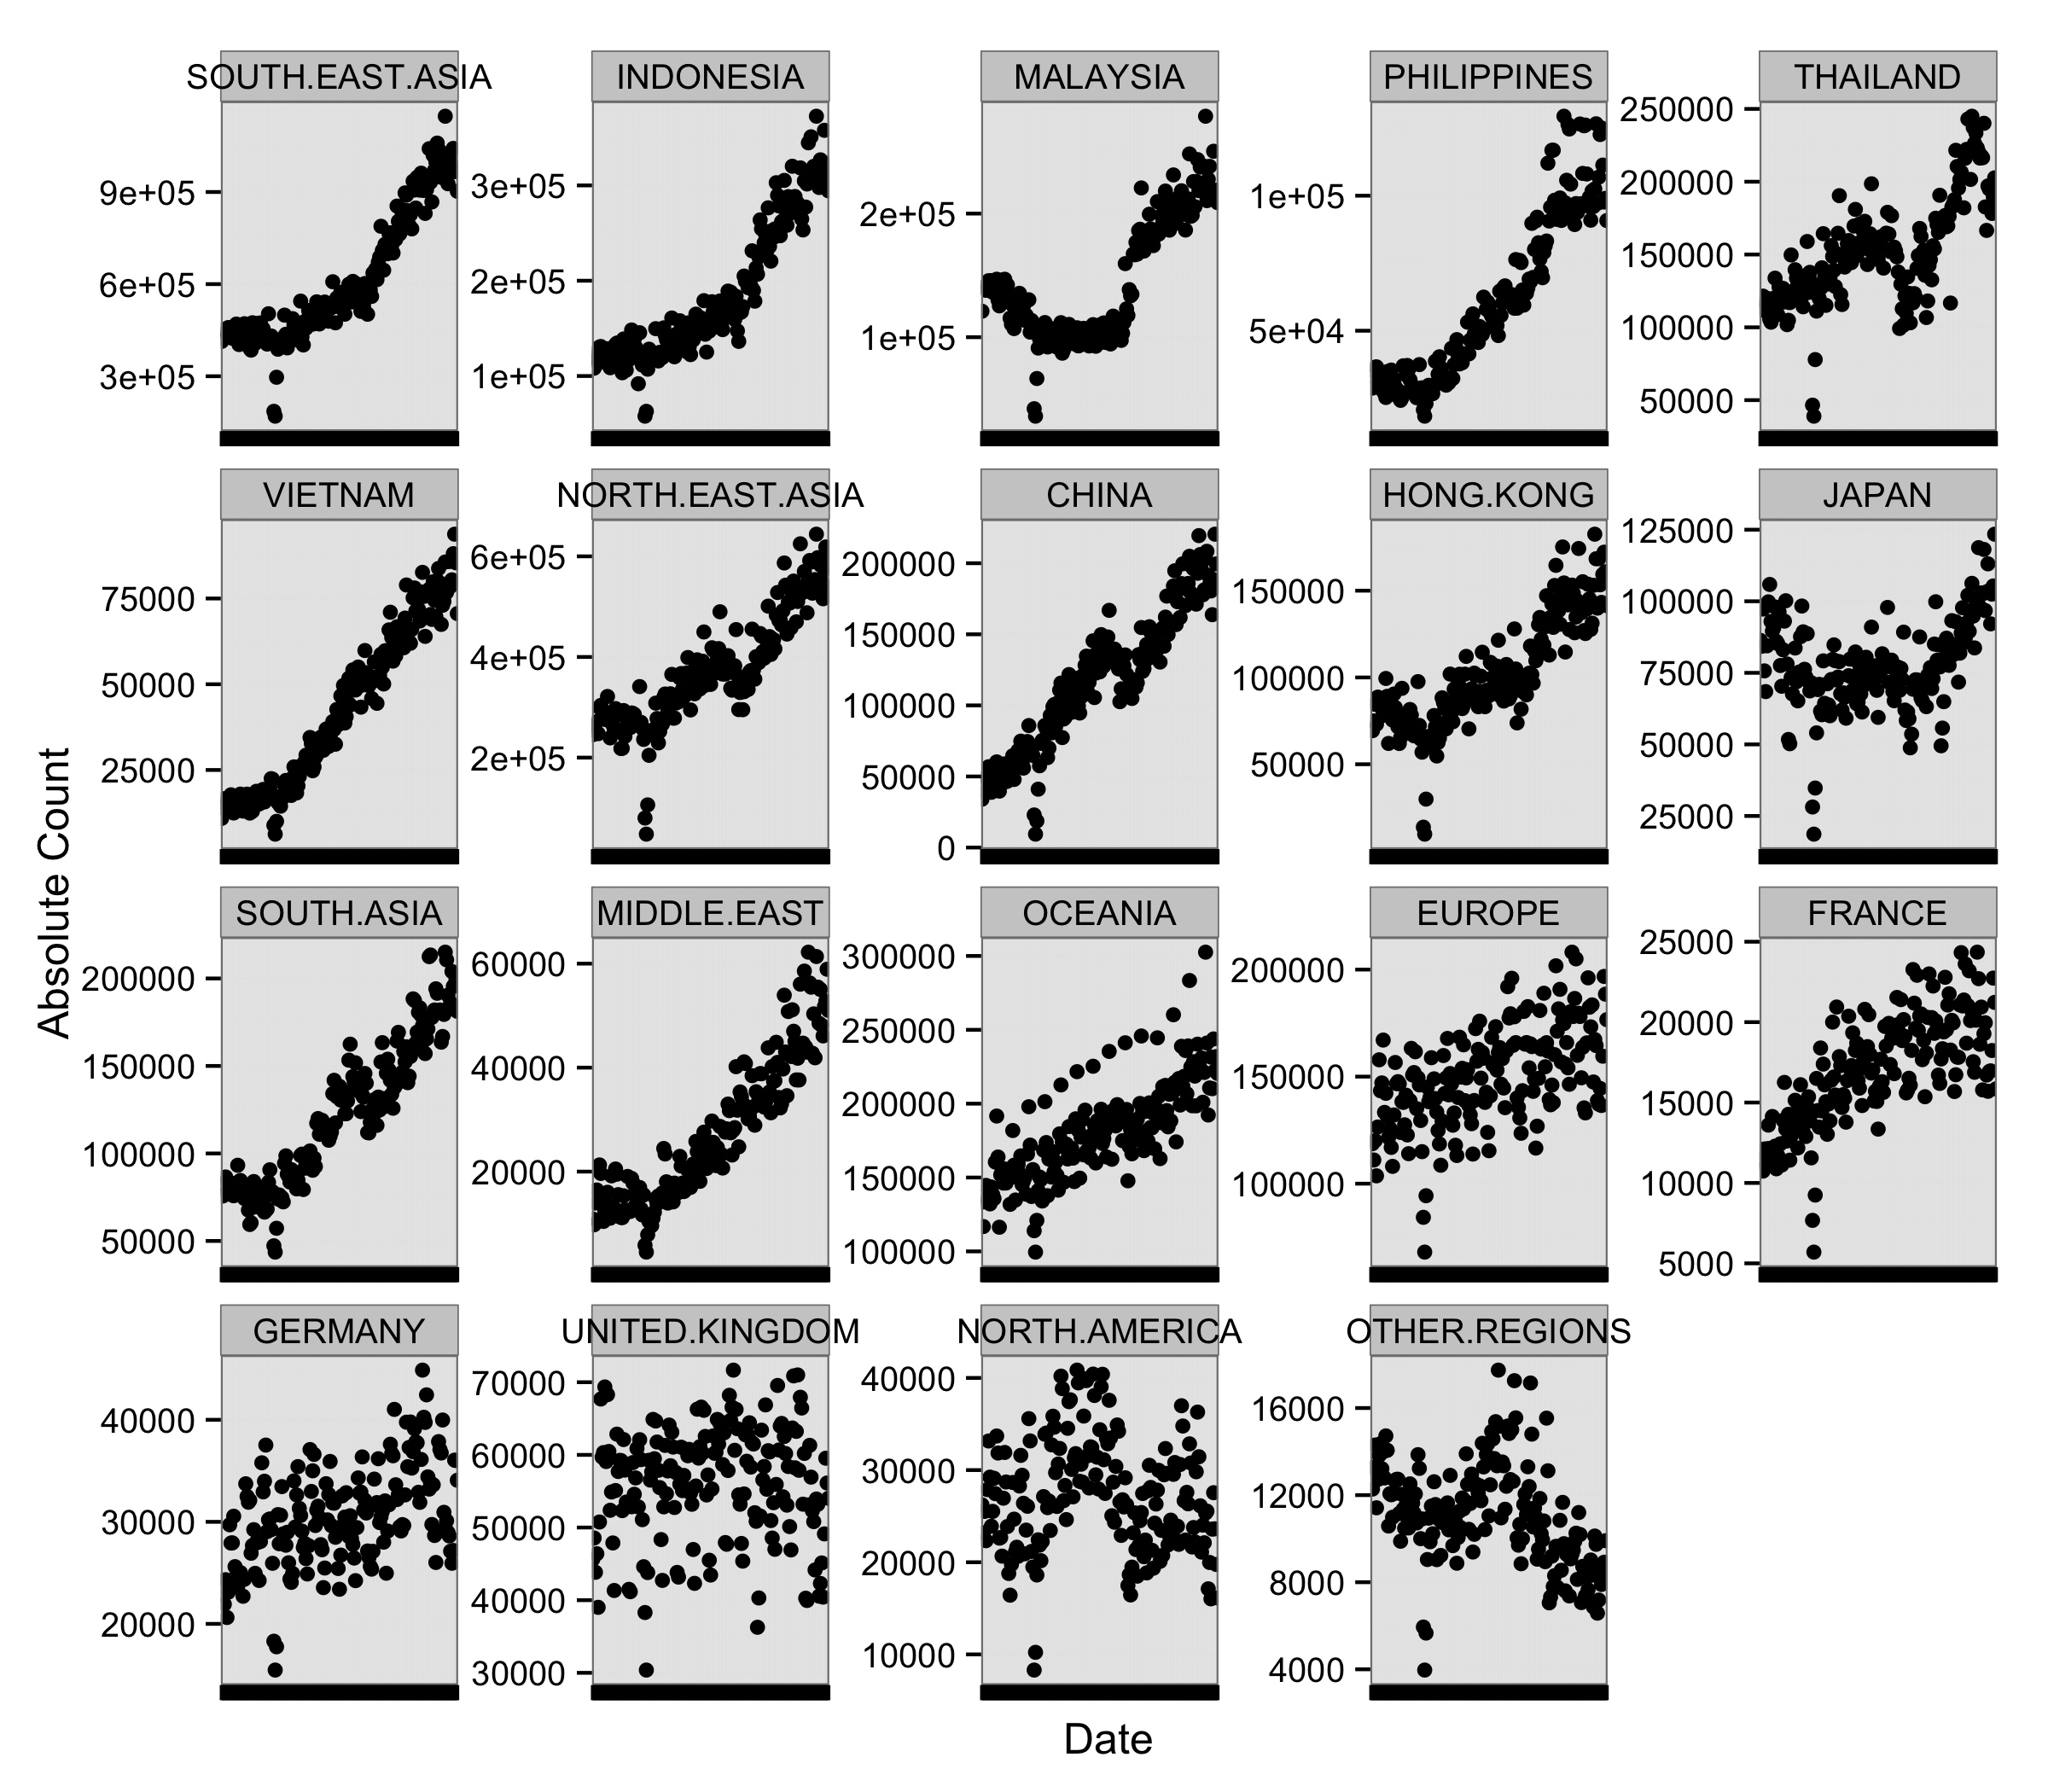 SOUTH.EAST.ASIA
INDONESIA
MALAYSIA
PHILIPPINES
THAILAND
9e+05
6e+05
3e+05
3e+05
2e+05
1e+05
2e+05
1e+05
1e+05
5e+04
250000
200000
150000
100000
50000
VIETNAM
NORTH.EAST.ASIA
CHINA
HONG.KONG
JAPAN
75000
50000
25000
6e+05
4e+05
2e+05
200000
150000
100000
50000
0
150000
100000
50000
125000
100000
75000
50000
25000
Absolute Count
SOUTH.ASIA
MIDDLE.EAST
OCEANIA
EUROPE
FRANCE
200000
150000
100000
50000
60000
40000
20000
300000
250000
200000
150000
100000
200000
150000
100000
25000
20000
15000
10000
5000
GERMANY
UNITED.KINGDOM
NORTH.AMERICA
OTHER.REGIONS
40000
30000
20000
70000
60000
50000
40000
30000
40000
30000
20000
10000
16000
12000
8000
4000
Date